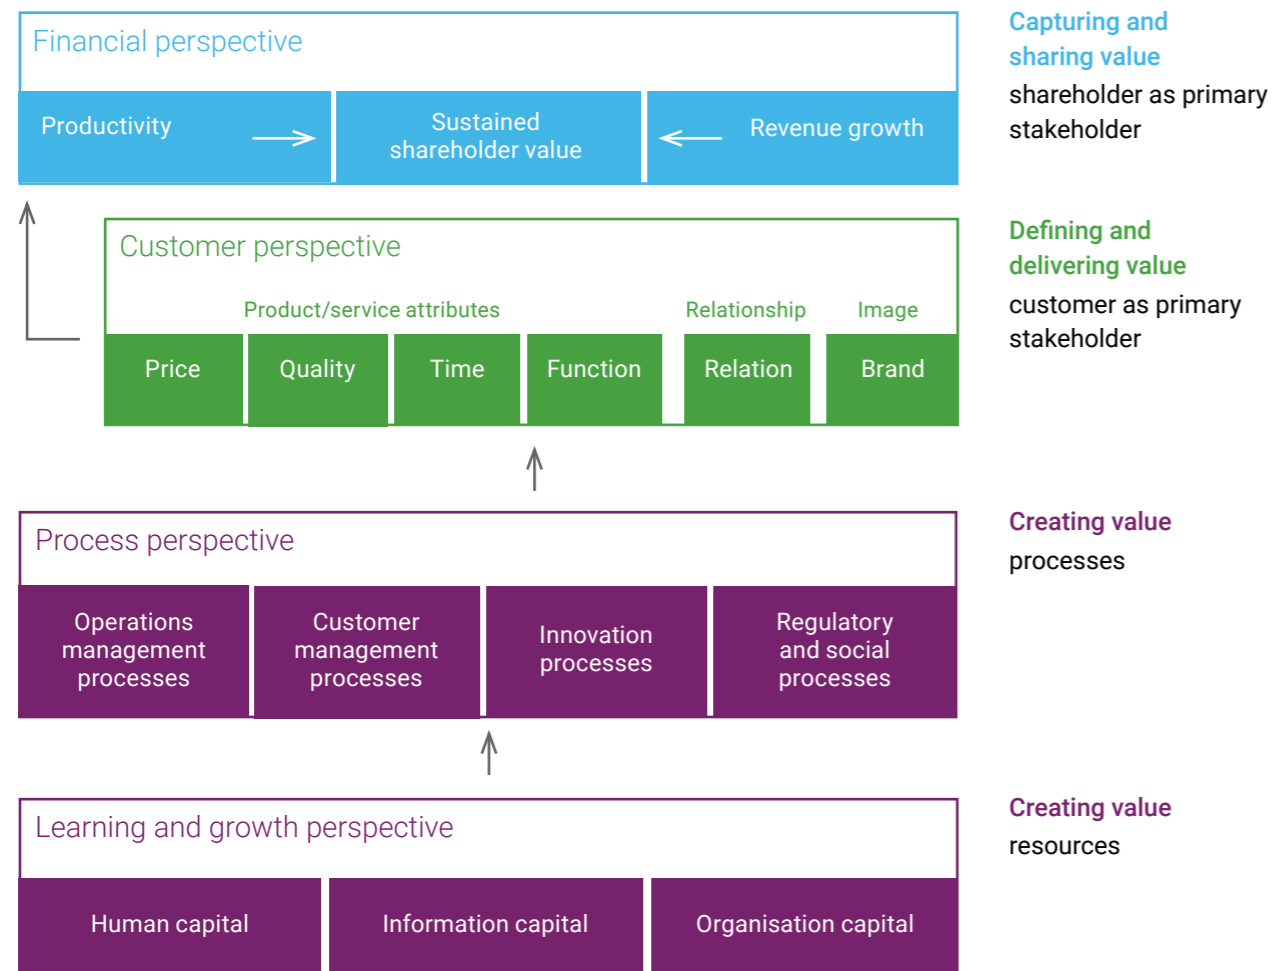 Financial perspective
Productivity
Sustained
shareholder value
Revenue growth
Capturing and
sharing value
shareholder as primary
stakeholder
Customer perspective
Product/service attributes
Relationship
Image
Price
Quality
Time
Function
Relation
Brand
Defining and
delivering value
customer as primary
stakeholder
Process perspective
Operations
management
processes
Customer
management
processes
Innovation
processes
Regulatory
and social
processes
Creating value
processes
Learning and growth perspective
Human capital
Information capital
Organisation capital
Creating value
resources